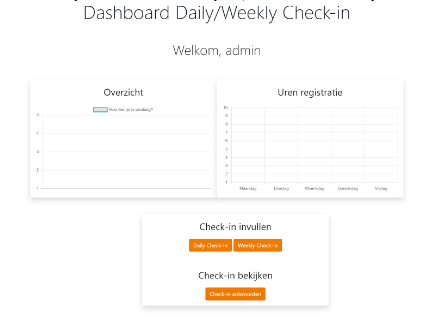 Dashboard Daily/Weekly Check-in
Welkom, admin
Overzicht
Hoe voel je je vandaag?
5
4
3
2
1
Uren registratie
10
9
8
7
6
5
4
3
2
1
Maandag Dinsdag Woensdag Donderdag Vrijdag
Check-in invullen
Daily Check-in Weekly Check-in
Check-in bekijken
Check-in antwoorden